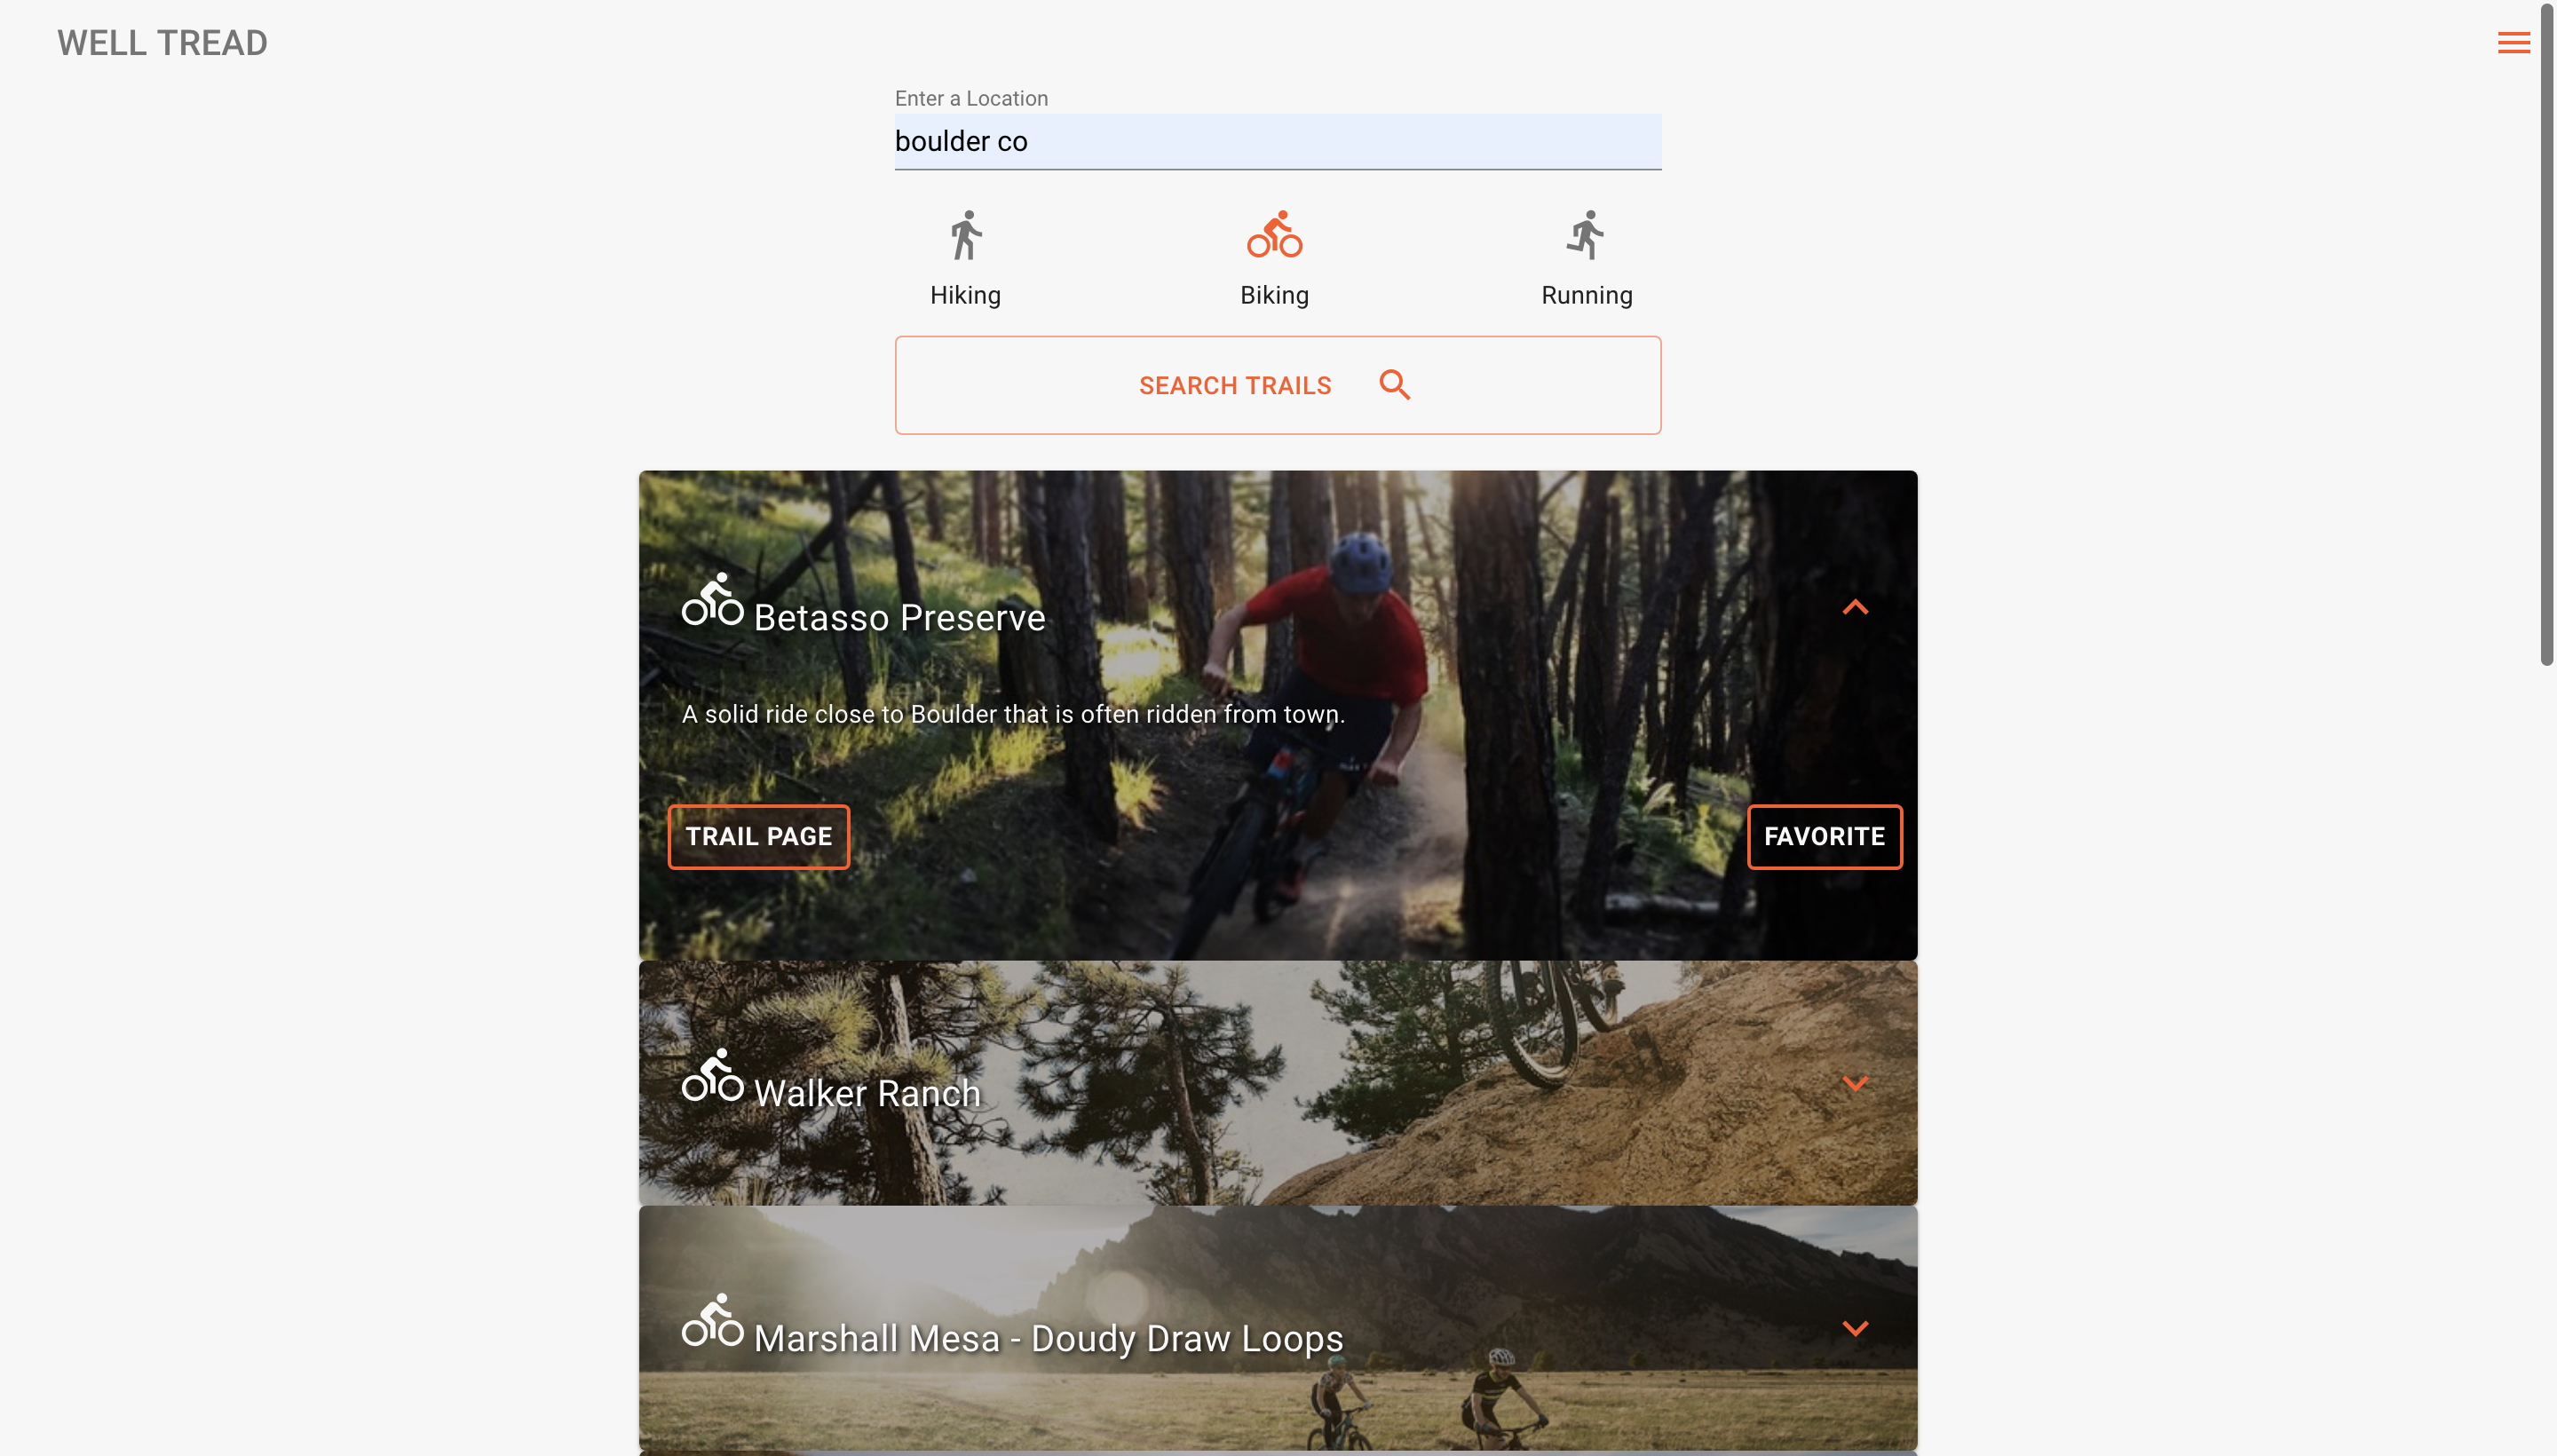 WELL TREAD
Enter a Location
boulder co
Hiking
Biking
Running
SEARCH TRAILS
Betasso Preserve
A solid ride close to Boulder that is often ridden from town.
TRAIL PAGE
FAVORITE
Walker Ranch
Marshall Mesa - Doudy Draw Loops